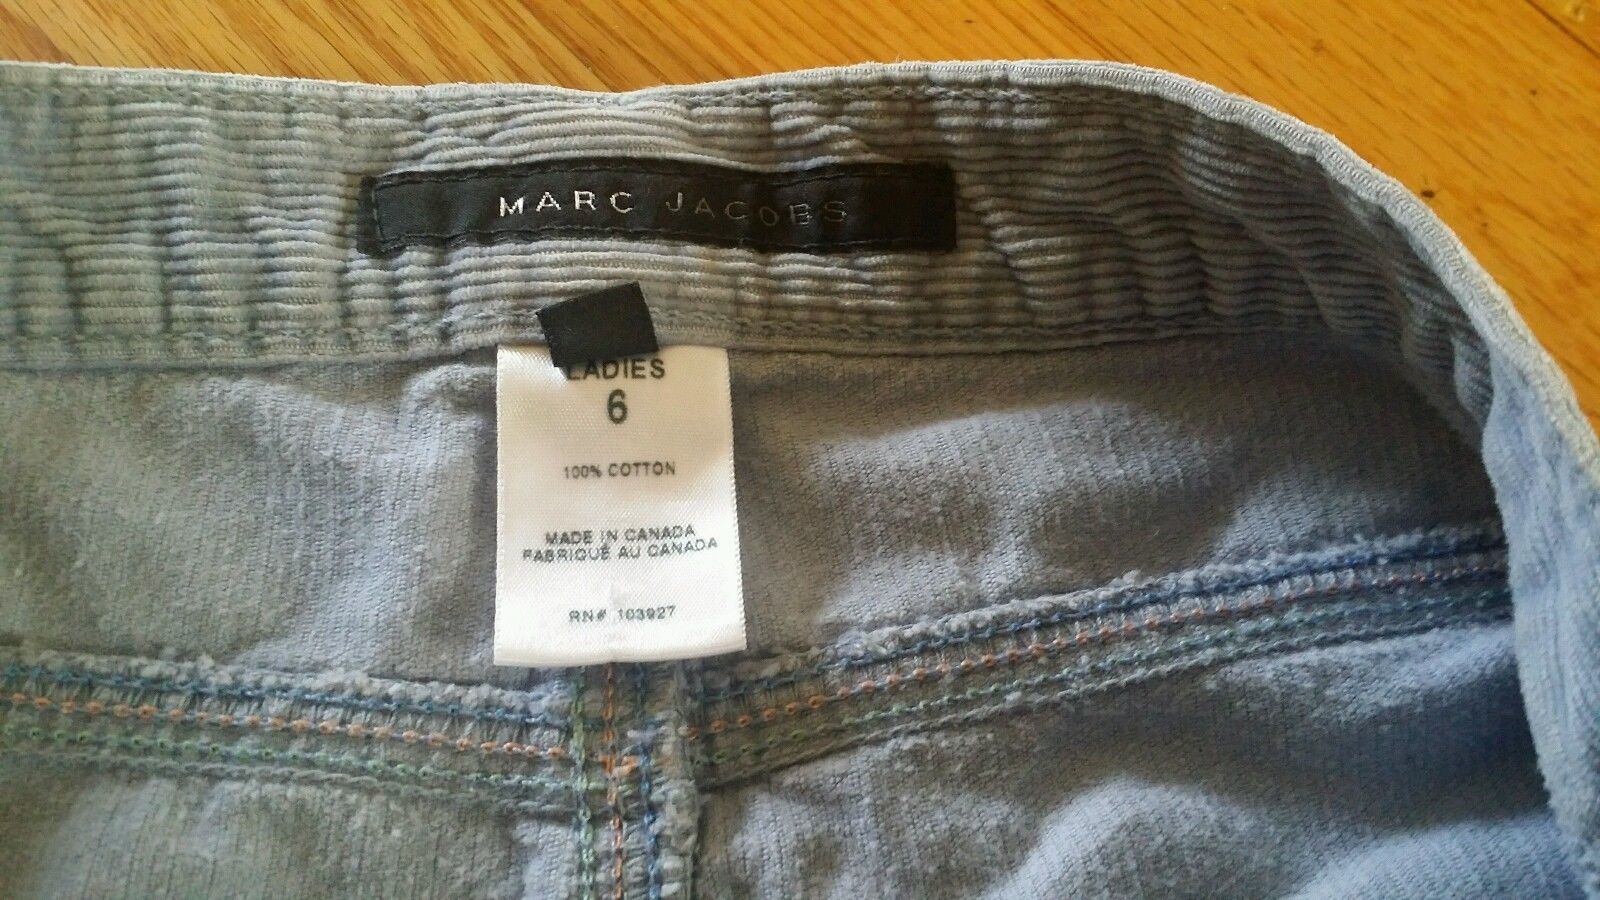 MARC JACOBS
LADIES
6
100% COTTON
MADE IN CANADA
FABRIQUÉ AU CANADA
RN# 103927